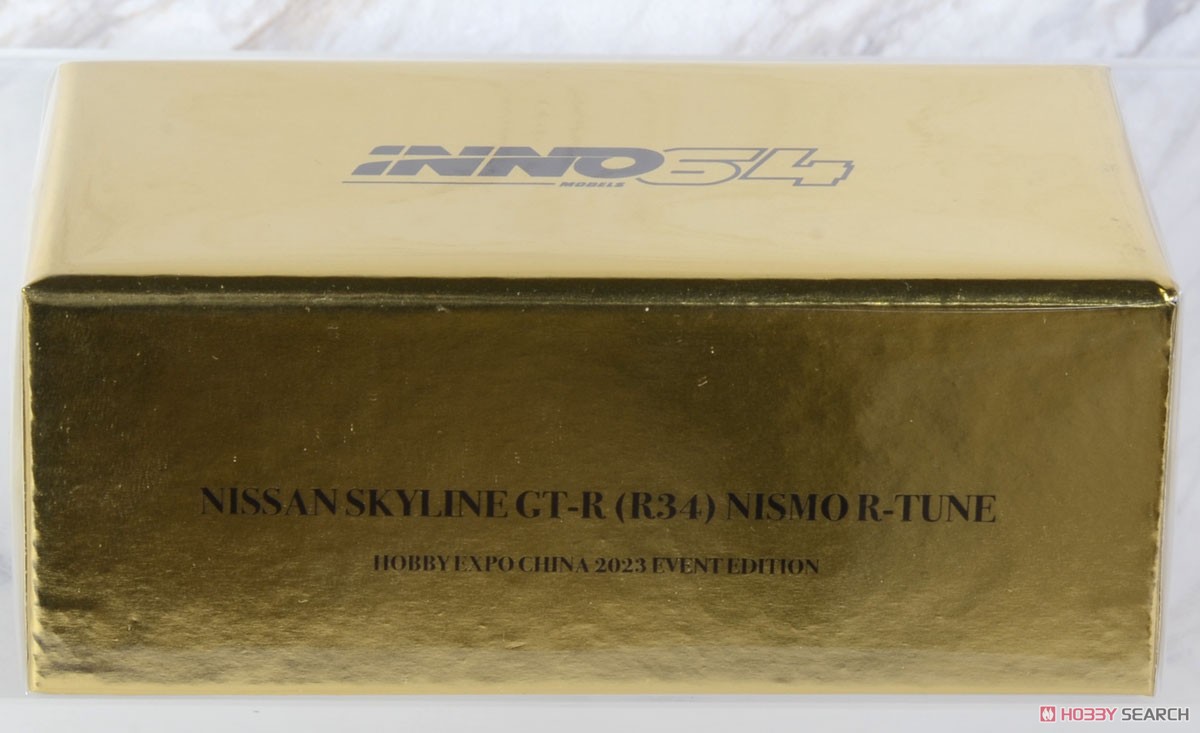 INNO64
MODELS
NISSAN SKYLINE GT-R (R34) NISMO R-TUNE
HOBBY EXPO CHINA 2023 EVENT EDITION
HOBBY SEARCH